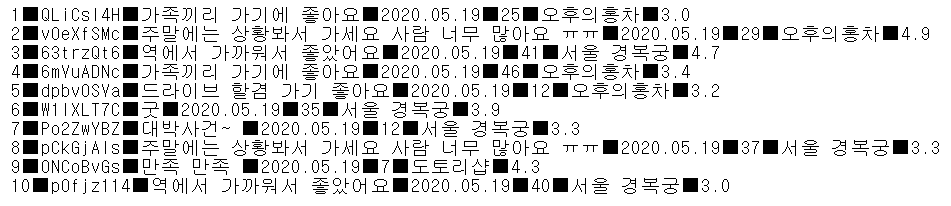 1■QLiCsl4H■가족끼리 가기에 좋아요■2020.05.19■25■오후의홍차■3.0
2■vOeXfSMc■주말에는 상황봐서 가세요 사람 너무 많아요 ㅠㅠ■2020.05.19■29■오후의홍차■4.9
3■63trzQt6■역에서 가까워서 좋았어요■2020.05.19■41■서울 경복궁■4.7
4■6mYuADNc■가족끼리 가기에 좋아요■2020.05.19■46■오후의홍차■3.4
5■dpbvOSYa■드라이브 할겸 가기 좋아요■2020.05.19■12■오후의홍차■3.2
6■W1IXLT7C■굿■2020.05.19■35■서울 경복궁■3.9
7■Po2ZwYBZ■대박사건~ ■2020.05.19■12■서울 경복궁■3.3
8■pCkGjAIs■주말에는 상황봐서 가세요 사람 너무 많아요 ㅠㅠ■2020.05.19■37■서울 경복궁■3.3
9■ONCoBvGs■만족 만족 ■2020.05.19■7■도토리샵■4.3
10■pOfjz114■역에서 가까워서 좋았어요■2020.05.19■40■서울 경복궁■3.0